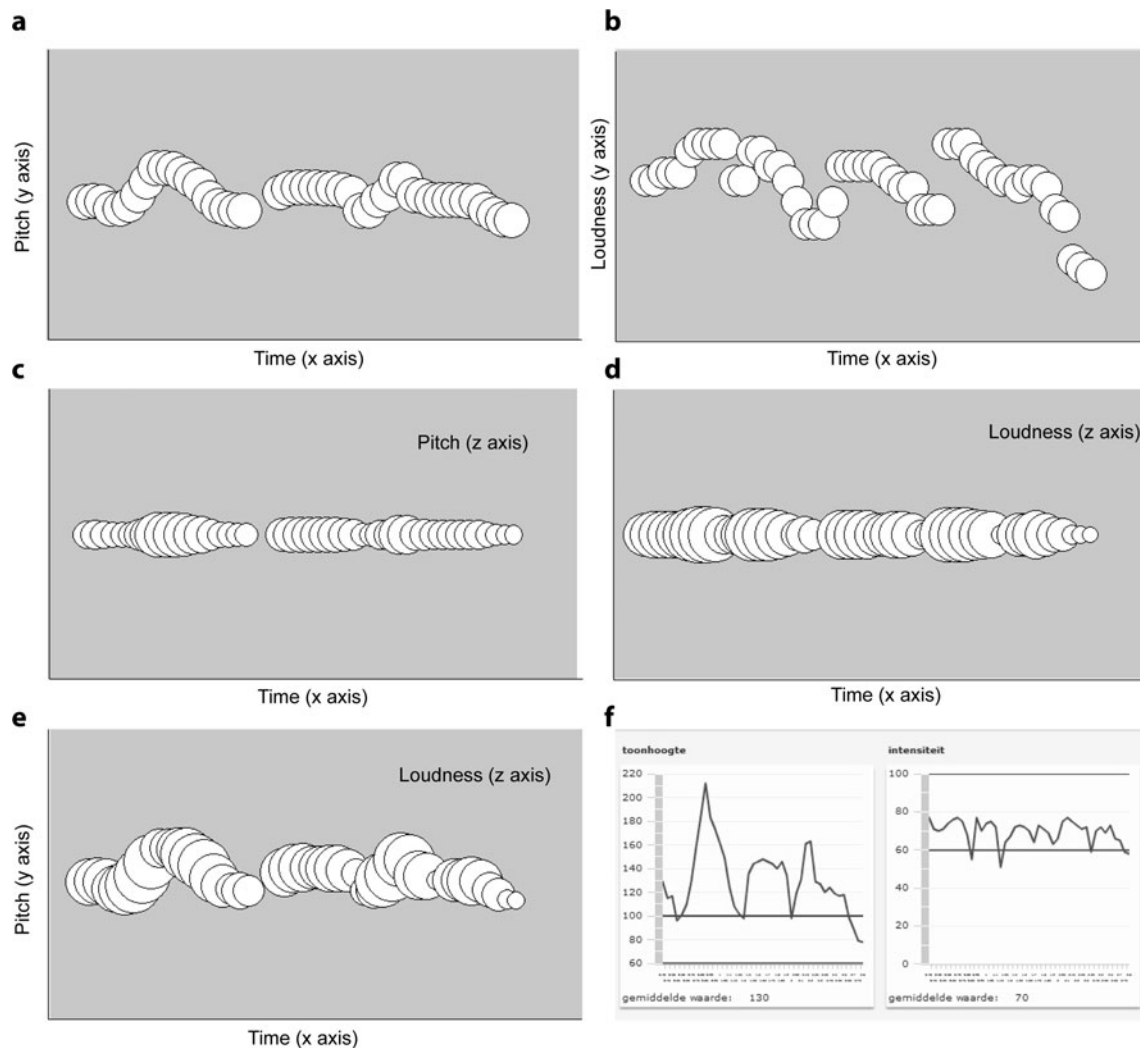 a
Pitch (y axis)
Time (x axis)
b
Loudness (y axis)
Time (x axis)
c
Pitch (z axis)
Time (x axis)
d
Loudness (z axis)
Time (x axis)
e
Pitch (y axis)
Loudness (z axis)
Time (x axis)
f
toonhoogte
220
200
180
160
140
120
100
80
60
gemiddelde waarde: 130
intensiteit
100
80
60
40
20
0
gemiddelde waarde: 70